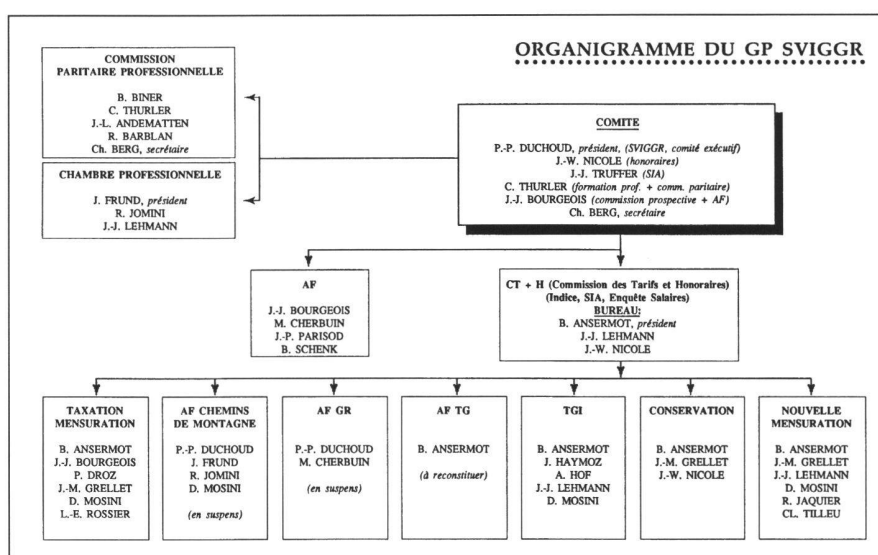 ORGANIGRAMME DU GP SVIGGR
COMMISSION
PARITAIRE PROFESSIONNELLE
B. BINER
C. THURLER
J.-L. ANDEMATTEN
R. BARBLAN
Ch. BERG, secrétaire
CHAMBRE PROFESSIONNELLE
J. FRUND, président
R. JOMINI
J.-J. LEHMANN
COMITE
P.-P. DUCHOUD, président, (SVIGGR, comité exécutif)
J.-W. NICOLE (honoraires)
J.-J. TRUFFER (SIA)
C. THURLER (formation prof. + comm. paritaire)
J.-J. BOURGEOIS (commission prospective + AF)
Ch. BERG, secrétaire
AF
J.-J. BOURGEOIS
M. CHERBUIN
J.-P. PARISOD
B. SCHENK
CT + H (Commission des Tarifs et Honoraires)
(Indice, SIA, Enquête Salaires)
BUREAU:
B. ANSERMOT, président
J.-J. LEHMANN
J.-W. NICOLE
TAXATION
MENSURATION
B. ANSERMOT
J.-J. BOURGEOIS
P. DROZ
J.-M. GRELLET
D. MOSINI
L.-E. ROSSIER
AF CHEMINS
DE MONTAGNE
P.-P. DUCHOUD
J. FRUND
R. JOMINI
D. MOSINI
(en suspens)
AF GR
P.-P. DUCHOUD
M. CHERBUIN
(en suspens)
AF TG
B. ANSERMOT
(à reconstituer)
TGI
B. ANSERMOT
J. HAYMOZ
A. HOF
J.-J. LEHMANN
D. MOSINI
CONSERVATION
B. ANSERMOT
J.-M. GRELLET
J.-W. NICOLE
NOUVELLE
MENSURATION
B. ANSERMOT
J.-M. GRELLET
J.-J. LEHMANN
D. MOSINI
R. JAQUIER
CL. TILLEU